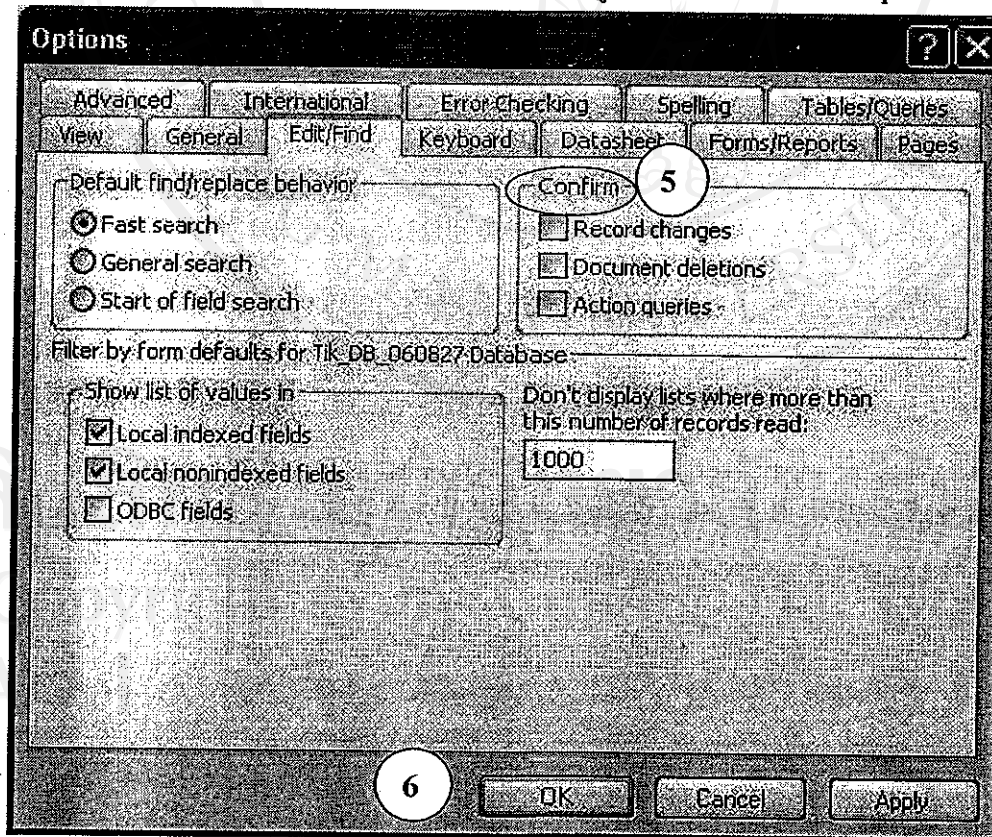 Options
Advanced International Error Checking Spelling Tables/Queries
View General Edit/Find Keyboard Datasheet Forms/Reports Pages
Default find/replace behavior
Fast search
General search
Start of field search
Confirm 5
Record changes
Document deletions
Action queries
Filter by form defaults for Tik_DB_060827 Database
Show list of values in
Local indexed fields
Local nonindexed fields
ODBC fields
Don't display lists where more than
this number of records read:
1000
6 OK Cancel Apply